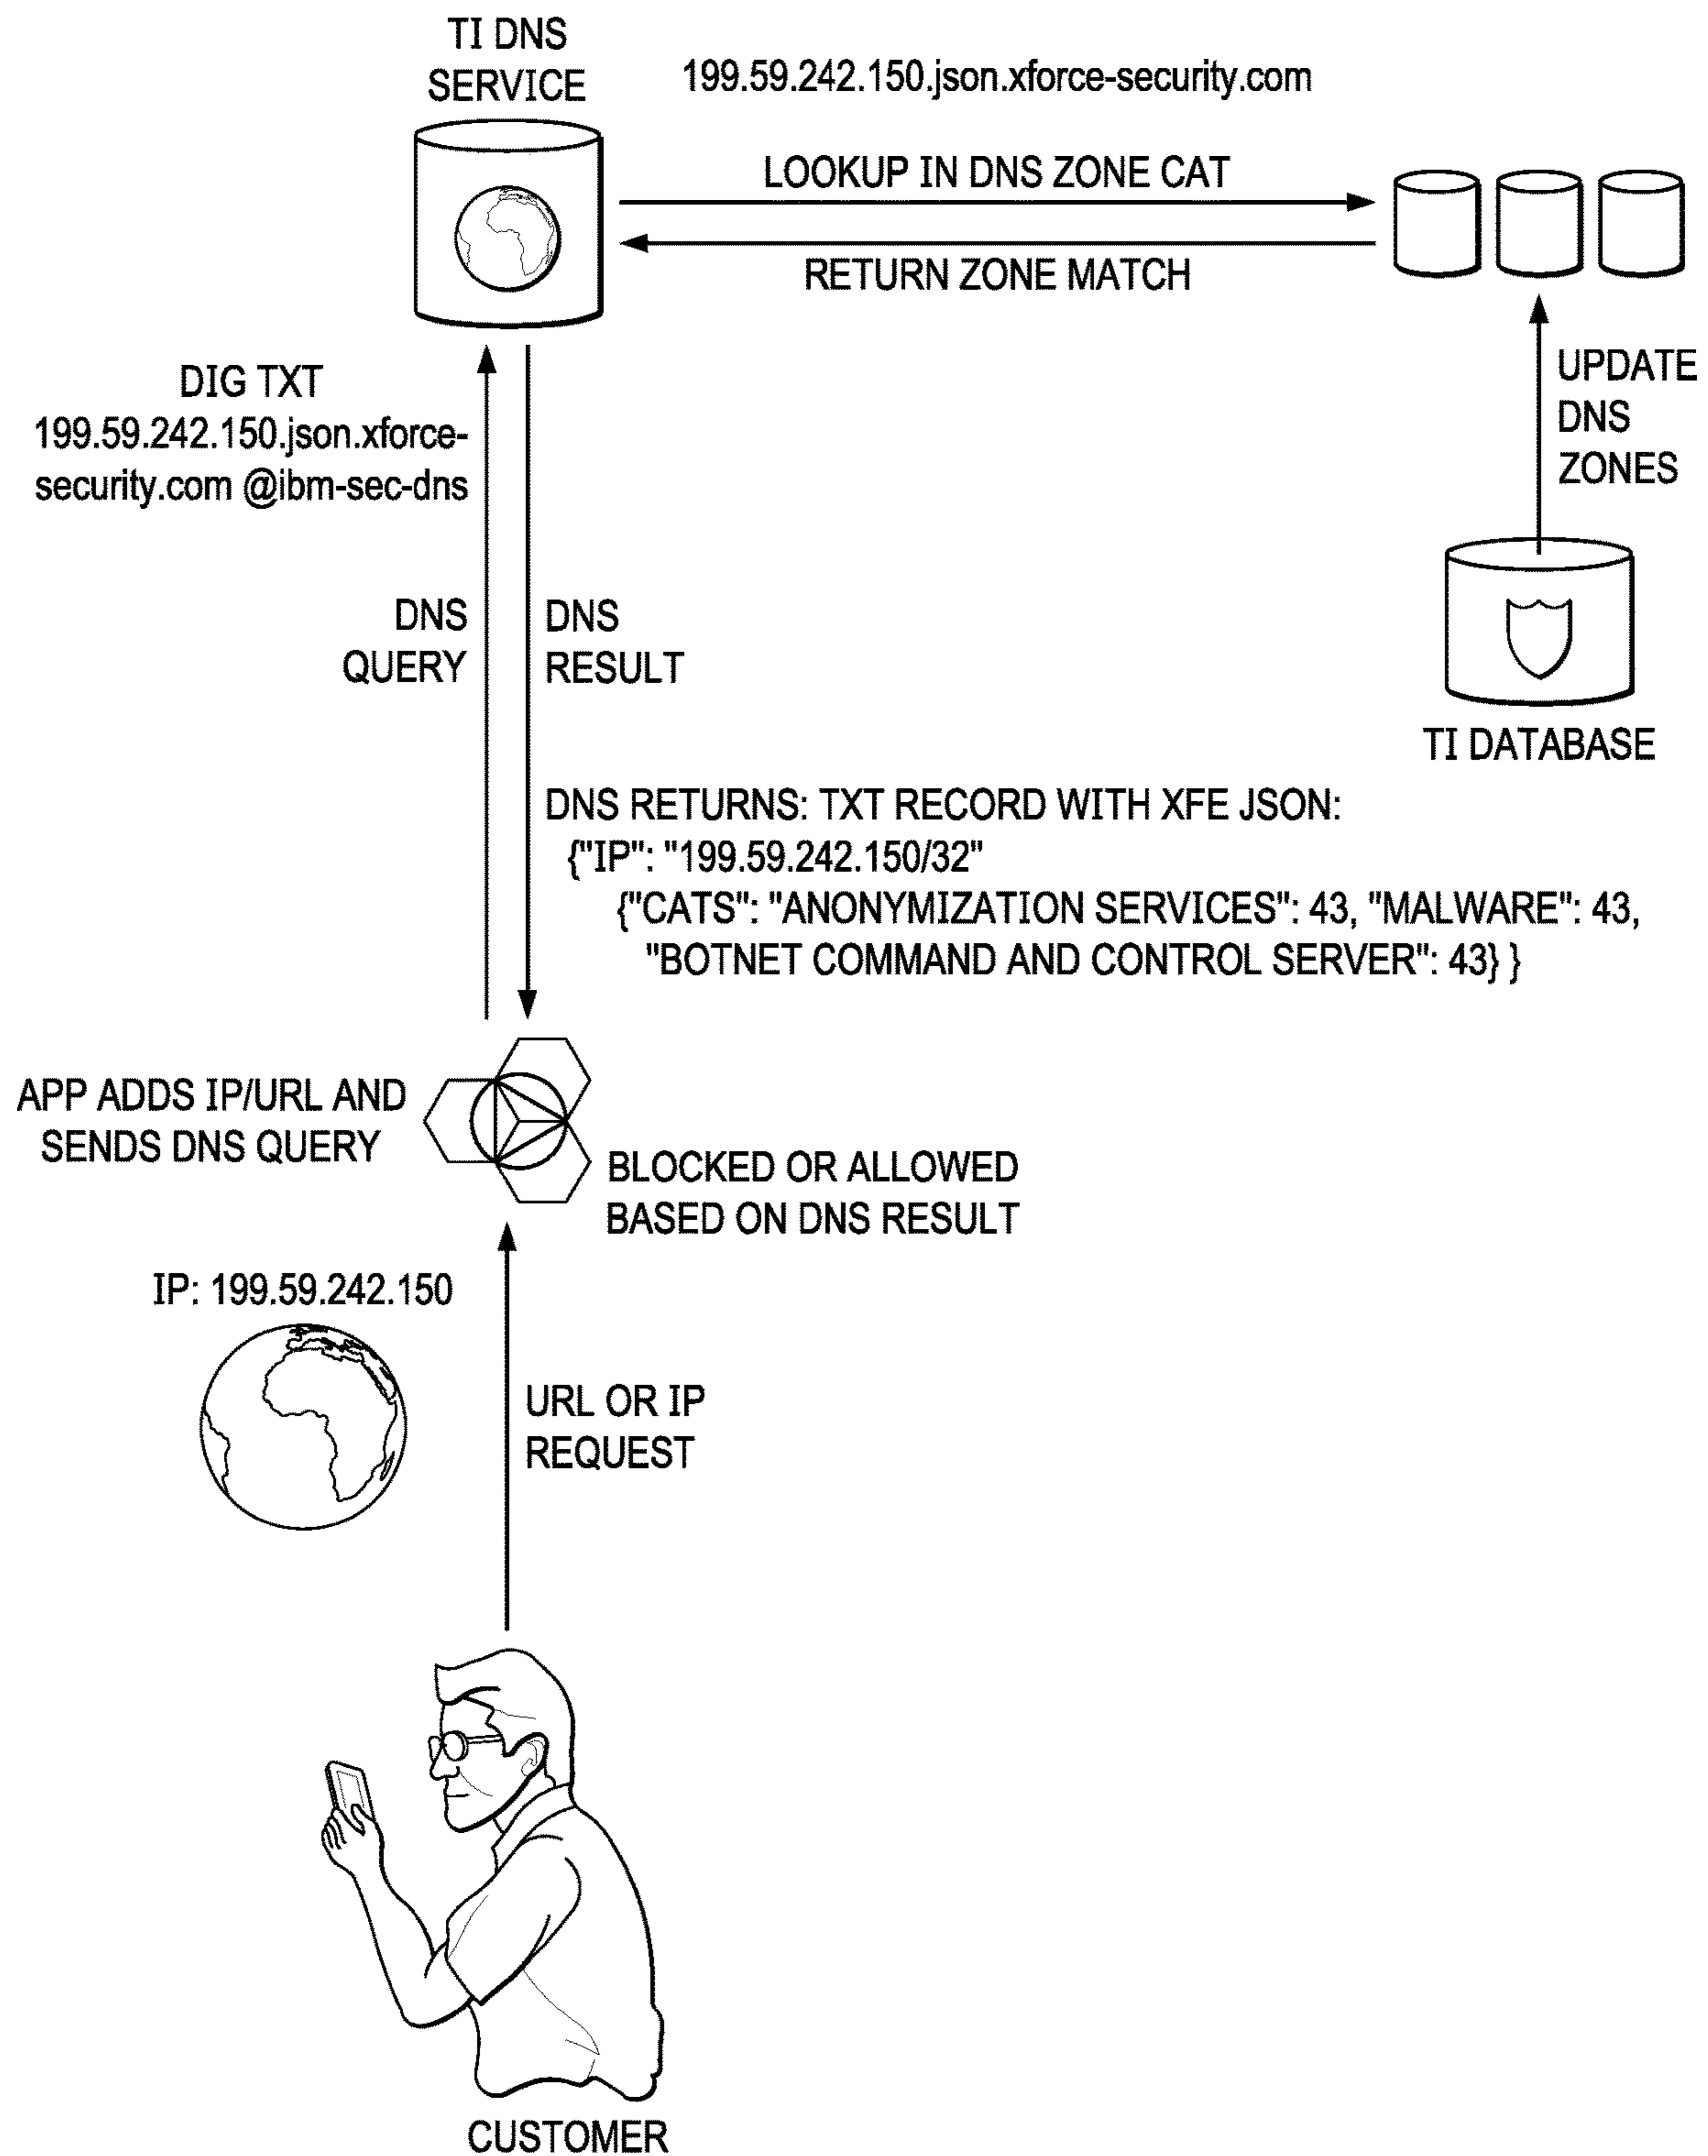 TI DNS
SERVICE
199.59.242.150.json.xforce-security.com
LOOKUP IN DNS ZONE CAT
RETURN ZONE MATCH
UPDATE
DNS
ZONES
TI DATABASE
DIG TXT
199.59.242.150.json.xforce-
security.com @ibm-sec-dns
DNS
QUERY
DNS
RESULT
DNS RETURNS: TXT RECORD WITH XFE JSON:
{"IP": "199.59.242.150/32"
{"CATS": "ANONYMIZATION SERVICES": 43, "MALWARE": 43,
"BOTNET COMMAND AND CONTROL SERVER": 43} }
APP ADDS IP/URL AND
SENDS DNS QUERY
BLOCKED OR ALLOWED
BASED ON DNS RESULT
IP: 199.59.242.150
URL OR IP
REQUEST
CUSTOMER